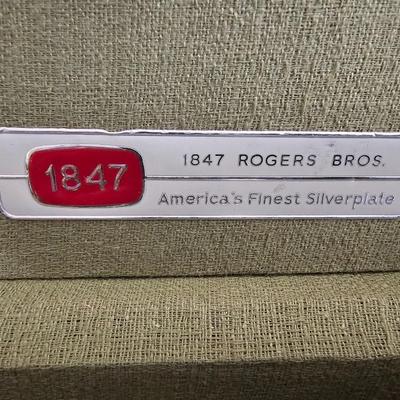 1847
1847 ROGERS BROS.
America's Finest Silverplate